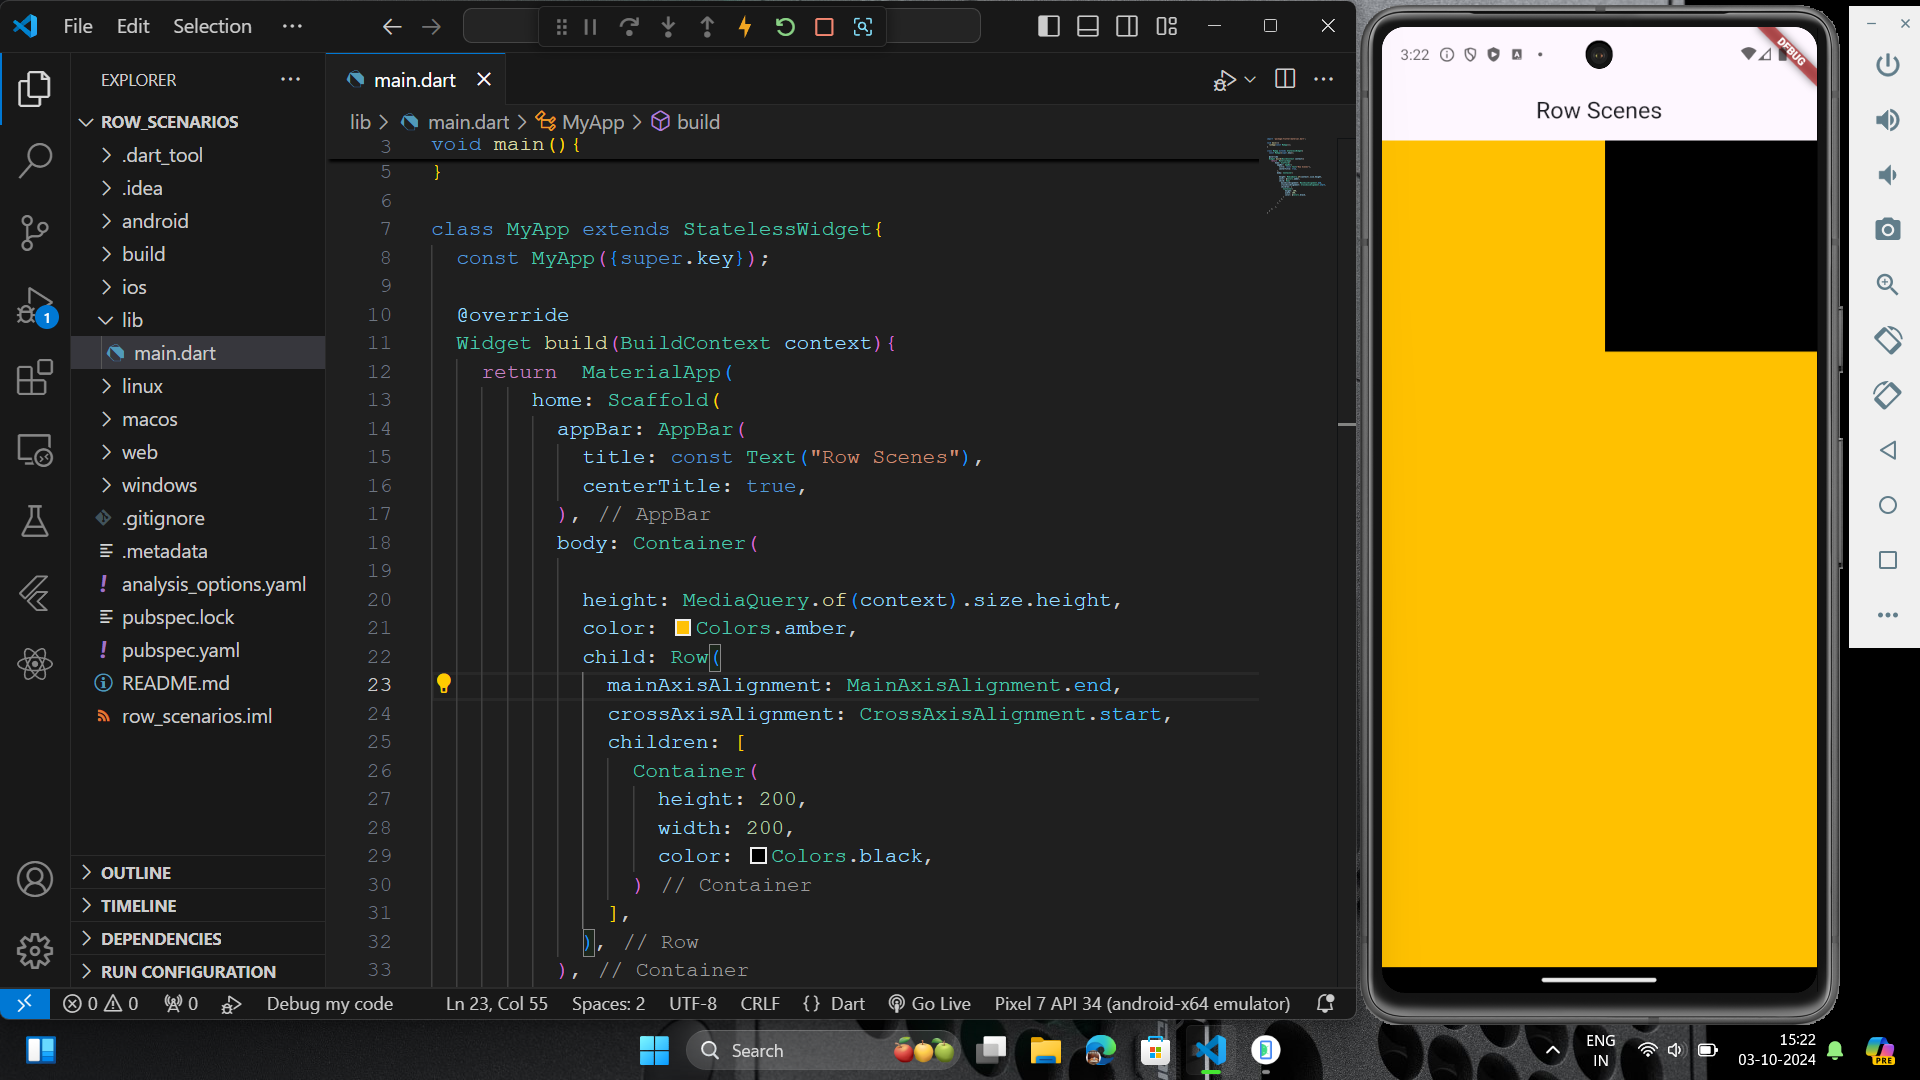 File Edit Selection ···
EXPLORER
ROW_SCENARIOS
.dart_tool
.idea
android
build
ios
lib
main.dart
linux
macos
web
windows
.gitignore
.metadata
analysis_options.yaml
pubspec.lock
pubspec.yaml
README.md
row_scenarios.iml
OUTLINE
TIMELINE
DEPENDENCIES
RUN CONFIGURATION
1
main.dart
lib > main.dart > MyApp > build
3 void main(){
5 }
6
7 class MyApp extends StatelessWidget{
8 const MyApp({super.key});
9
10 @override
11 Widget build(BuildContext context){
12 return  MaterialApp(
13 home: Scaffold(
14 appBar: AppBar(
15 title: const Text("Row Scenes"),
16 centerTitle: true,
17 ), // AppBar
18 body: Container(
19
20 height: MediaQuery.of(context).size.height,
21 color: Colors.amber,
22 child: Row(
23 mainAxisAlignment: MainAxisAlignment.end,
24 crossAxisAlignment: CrossAxisAlignment.start,
25 children: [
26 Container(
27 height: 200,
28 width: 200,
29 color: Colors.black,
30 ) // Container
31 ],
32 ), // Row
33 ), // Container
0 0 0 Debug my code Ln 23, Col 55 Spaces: 2 UTF-8 CRLF {} Dart Go Live Pixel 7 API 34 (android-x64 emulator)
3:22
DEBUG
Row Scenes
Search
ENG
IN
15:22
03-10-2024
PRE